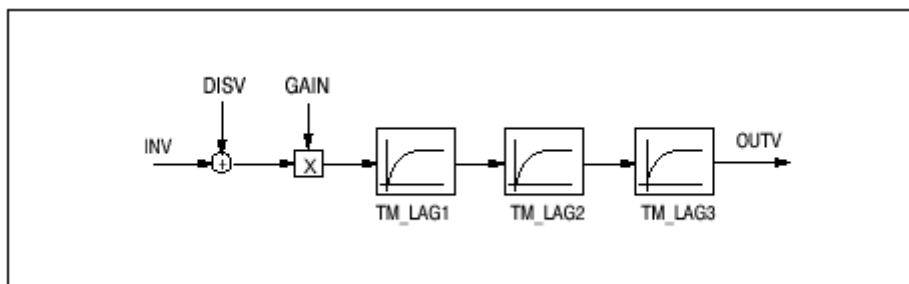 DISV GAIN
INV + X OUTV
TM_LAG1 TM_LAG2 TM_LAG3